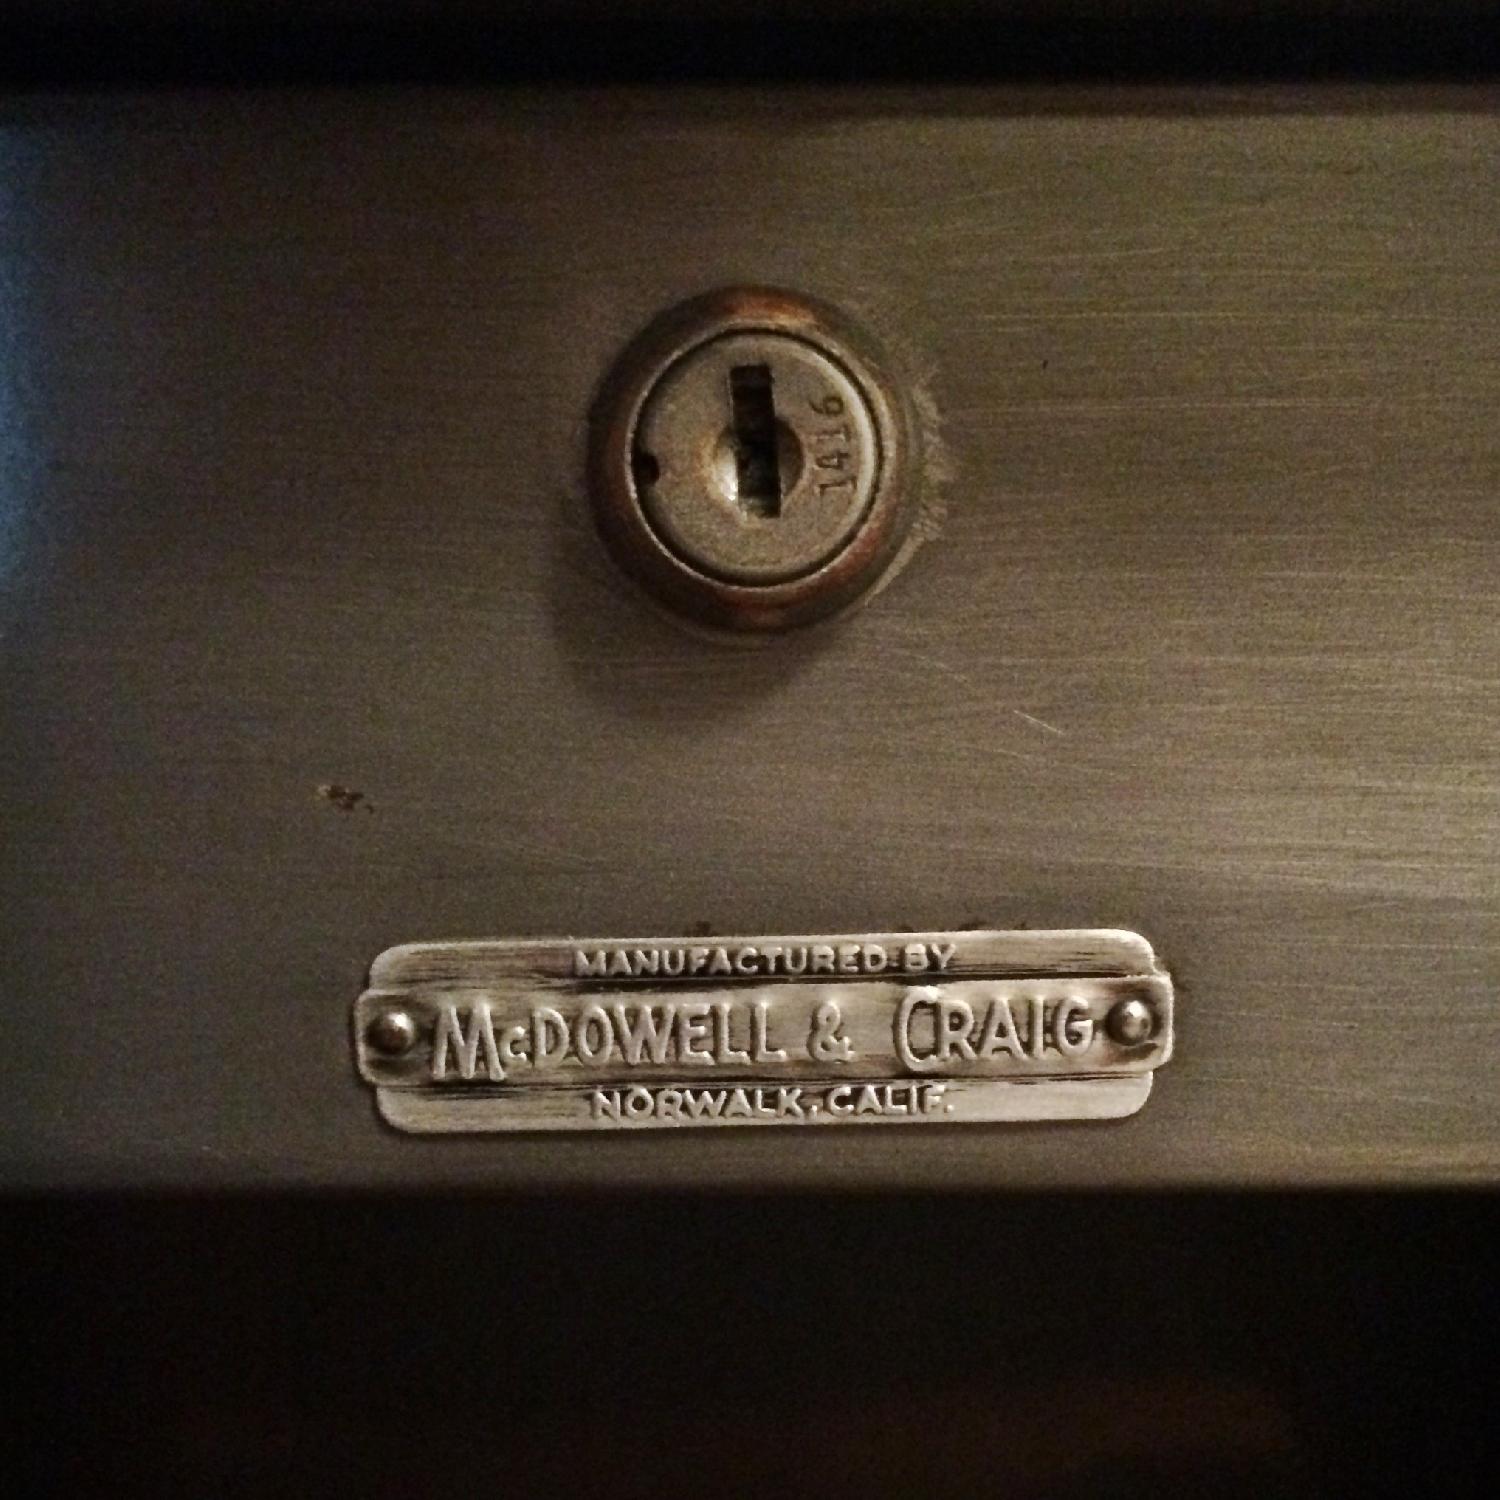 1416
MANUFACTURED BY
McDOWELL & CRAIG
NORWALK, CALIF.